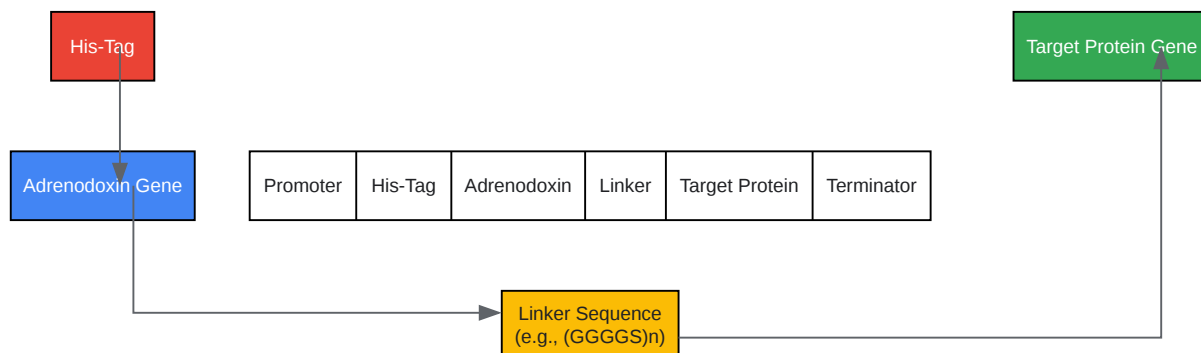 His-Tag
Target Protein Gene
Adrenodoxin Gene
Promoter
His-Tag
Adrenodoxin
Linker
Target Protein
Terminator
Linker Sequence
(e.g., (GGGGS)n)